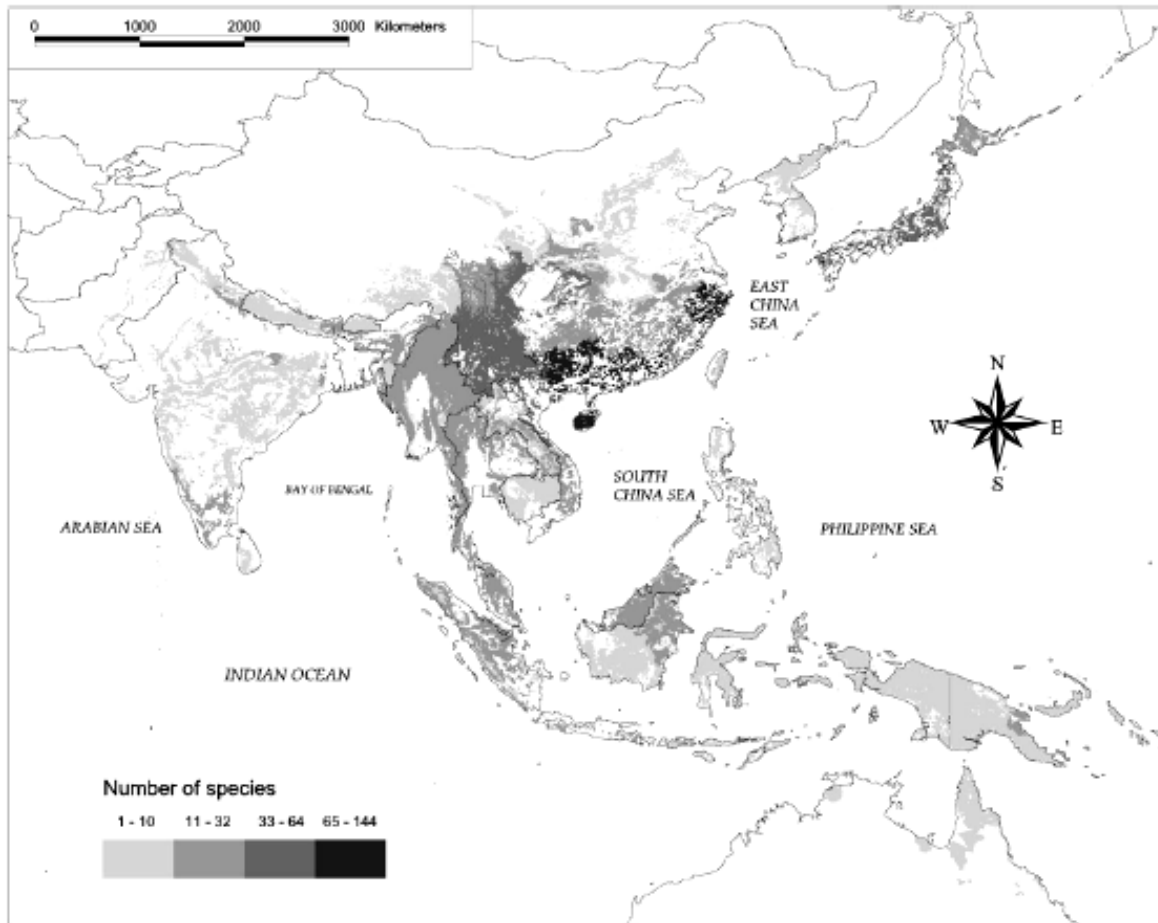 0 1000 2000 3000 Kilometers
EAST
CHINA
SEA
N
W E
S
BAY OF BENGAL
SOUTH
CHINA SEA
ARABIAN SEA
PHILIPPINE SEA
INDIAN OCEAN
Number of species
1 - 10 11 - 32 33 - 64 65 - 144